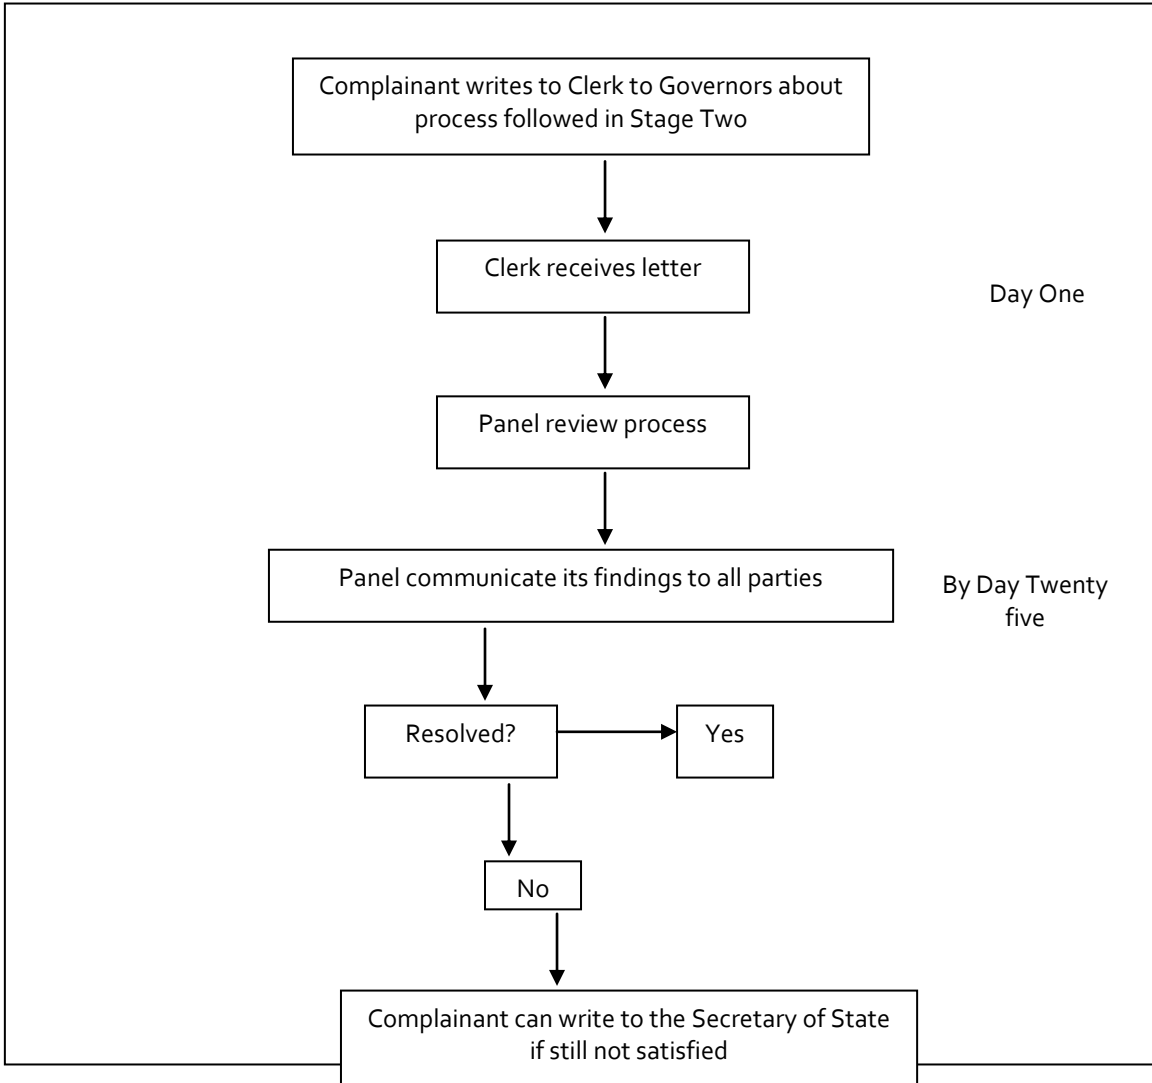 Complainant writes to Clerk to Governors about
process followed in Stage Two
Clerk receives letter
Day One
Panel review process
Panel communicate its findings to all parties
By Day Twenty
five
Resolved?
Yes
No
Complainant can write to the Secretary of State
if still not satisfied